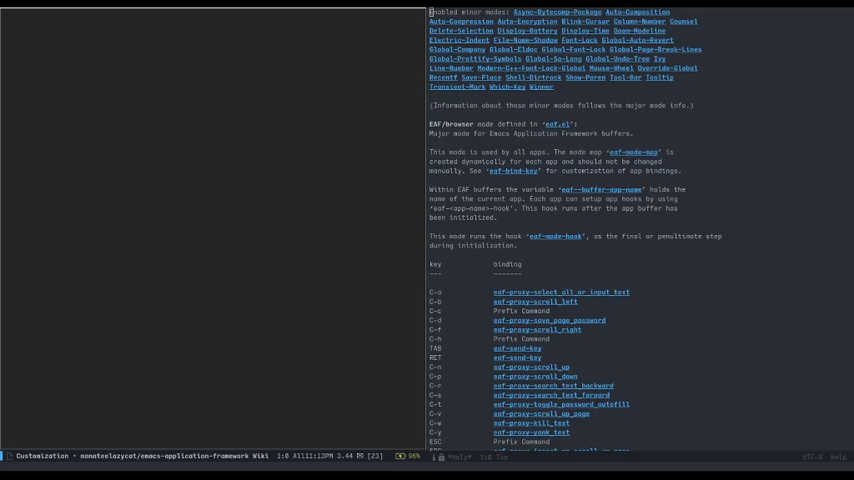 Enabled minor modes: Async-Bytecomp-Package Auto-Composition
Auto-Compression Auto-Encryption Blink-Cursor Column-Number Counsel
Delete-Selection Display-Battery Display-Time Doom-Modeline
Electric-Indent File-Name-Shadow Font-Lock Global-Auto-Revert
Global-Company Global-Eldoc Global-Font-Lock Global-Page-Break-Lines
Global-Prettify-Symbols Global-So-Long Global-Undo-Tree Ivy
Line-Number Modern-C++-Font-Lock-Global Mouse-Wheel Override-Global
Recentf Save-Place Shell-Dirtrack Show-Paren Tool-Bar Tooltip
Transient-Mark Which-Key Winner
(Information about these minor modes follows the major mode info.)
EAF/browser mode defined in ‘eaf.el’:
Major mode for Emacs Application Framework buffers.
This mode is used by all apps. The mode map ‘eaf-mode-map’ is
created dynamically for each app and should not be changed
manually. See ‘eaf-bind-key’ for customization of app bindings.
Within EAF buffers the variable ‘eaf--buffer-app-name’ holds the
name of the current app. Each app can setup app hooks by using
‘eaf-<app-name>-hook’. This hook runs after the app buffer has
been initialized.
This mode runs the hook ‘eaf-mode-hook’, as the final or penultimate step
during initialization.
key binding
--- -------
C-a eaf-proxy-select_all_or_input_text
C-b eaf-proxy-scroll_left
C-c Prefix Command
C-d eaf-proxy-save_page_password
C-f eaf-proxy-scroll_right
C-h Prefix Command
TAB eaf-send-key
RET eaf-send-key
C-n eaf-proxy-scroll_up
C-p eaf-proxy-scroll_down
C-r eaf-proxy-search_text_backward
C-s eaf-proxy-search_text_forward
C-t eaf-proxy-toggle_password_autofill
C-v eaf-proxy-scroll_up_page
C-w eaf-proxy-kill_text
C-y eaf-proxy-yank_text
ESC Prefix Command
Customization · manateelazycat/emacs-application-framework Wiki 1:0 All11:13PM 3.44 [23] 96% *Help* 1:0 Top UTF-8 Help